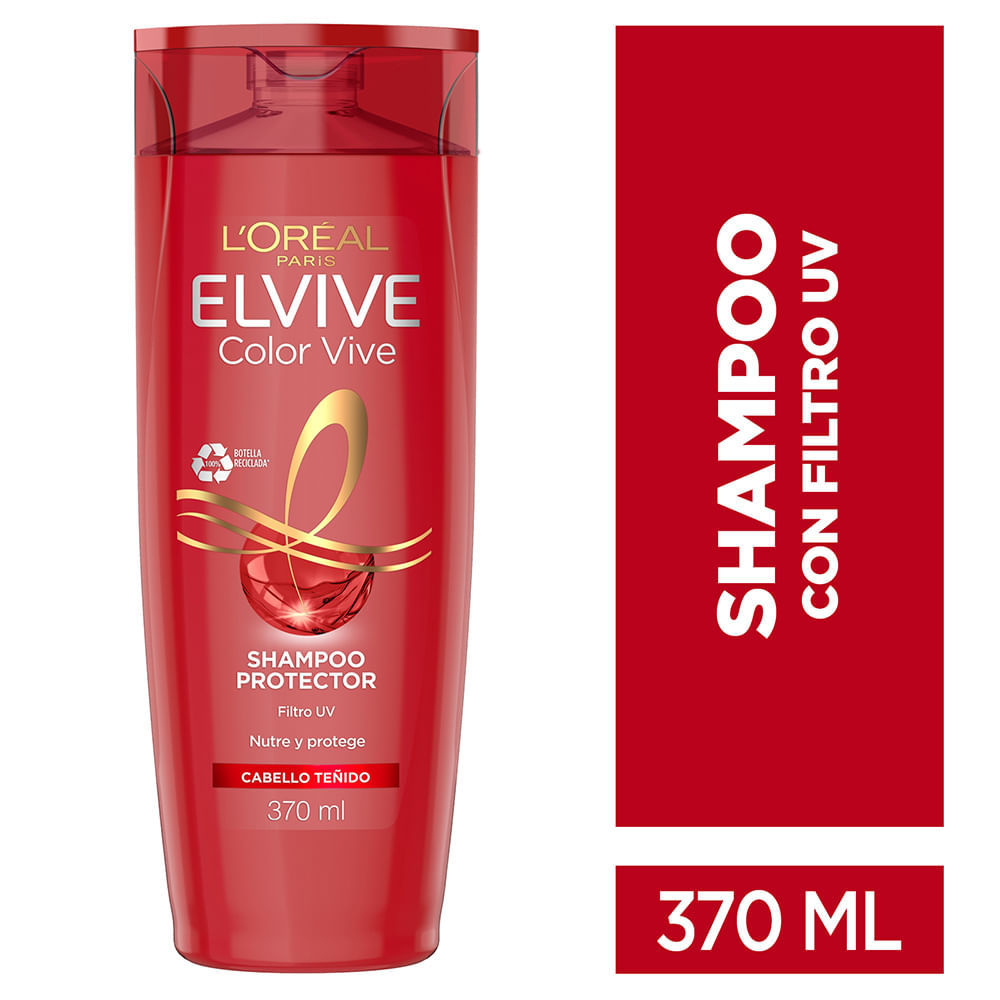 L'ORÉAL
PARIS
ELVIVE
Color Vive
100%
BOTELLA
RECICLADA*
SHAMPOO
PROTECTOR
Filtro UV
Nutre y protege
CABELLO TEÑIDO
370 ml
SHAMPOO
CON FILTRO UV
370 ML